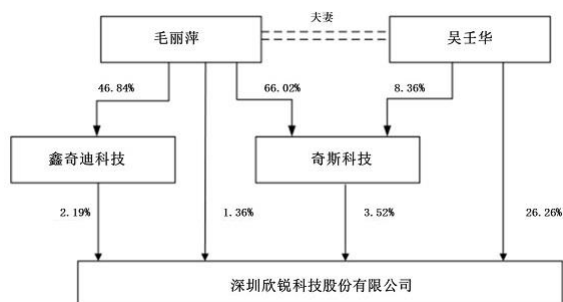 夫妻
毛丽萍
吴壬华
46.84%
66.02%
8.36%
鑫奇迪科技
奇斯科技
2.19%
1.36%
3.52%
26.26%
深圳欣锐科技股份有限公司